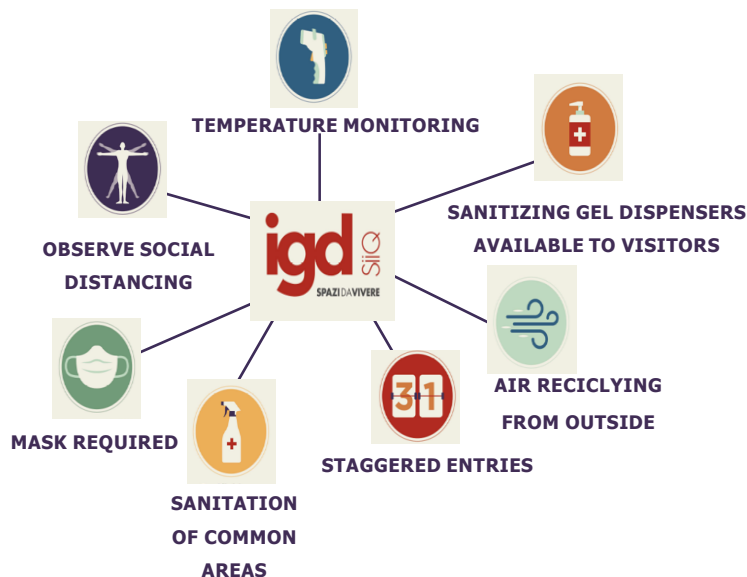 TEMPERATURE MONITORING
SANITIZING GEL DISPENSERS
AVAILABLE TO VISITORS
OBSERVE SOCIAL
DISTANCING
igd SiiQ
SPAZI DA VIVERE
AIR RECICLYING
FROM OUTSIDE
31
MASK REQUIRED
STAGGERED ENTRIES
SANITATION
OF COMMON
AREAS